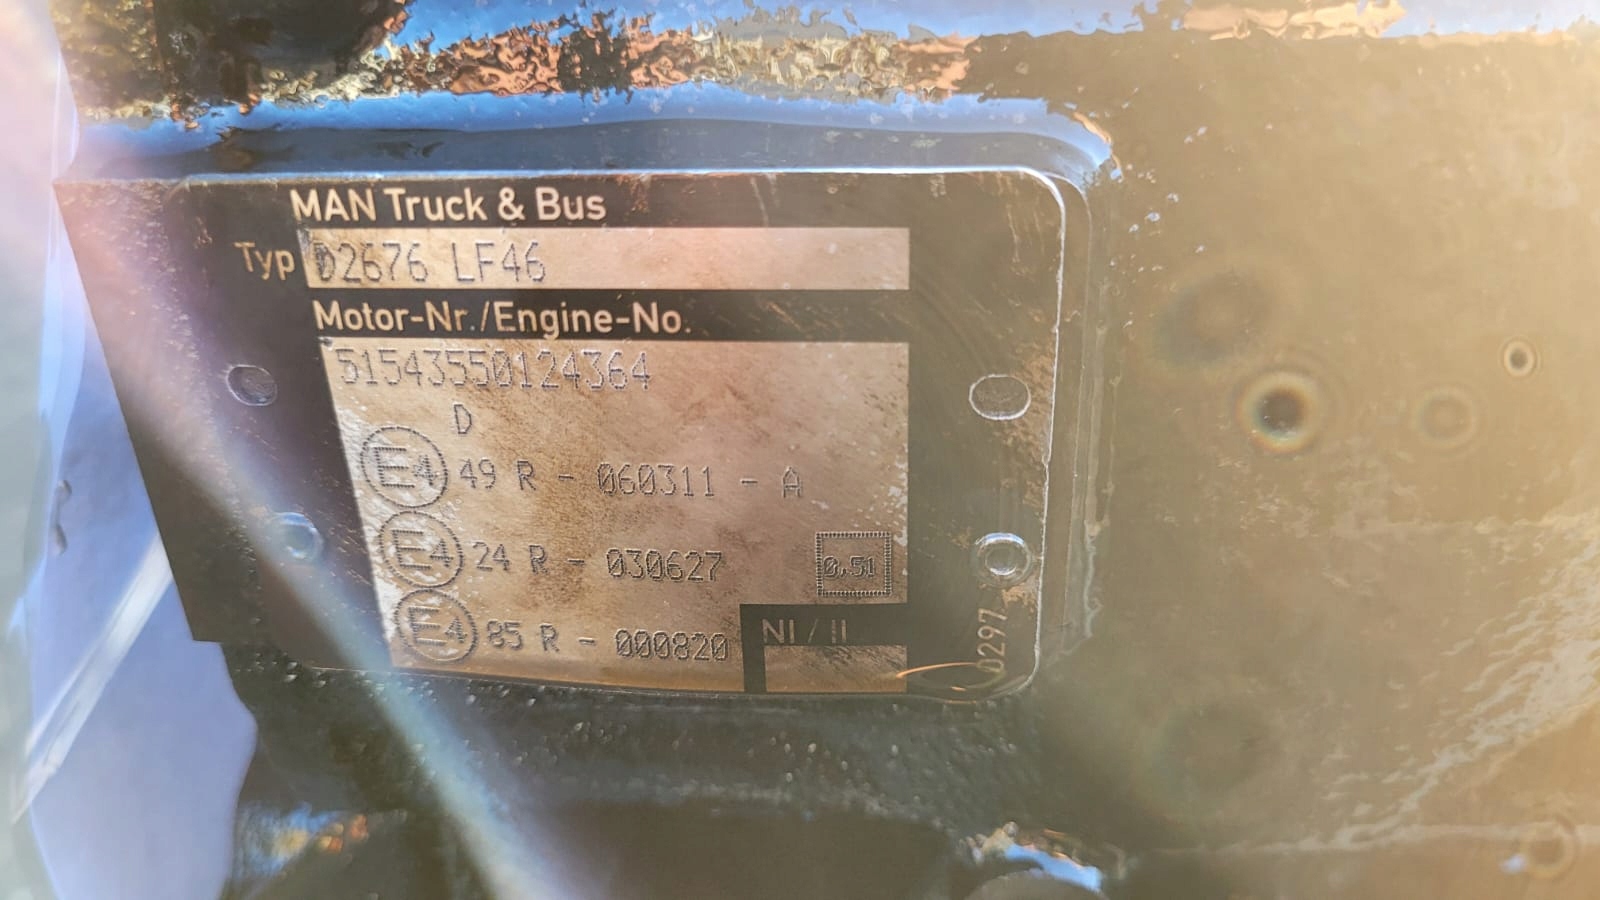 MAN Truck & Bus
Typ D2676 LF46
Motor-Nr./Engine-No.
51543550124364
D
E4 49 R - 060311 - A
E4 24 R - 030627 0,51
E4 85 R - 000820
NI / II
0297